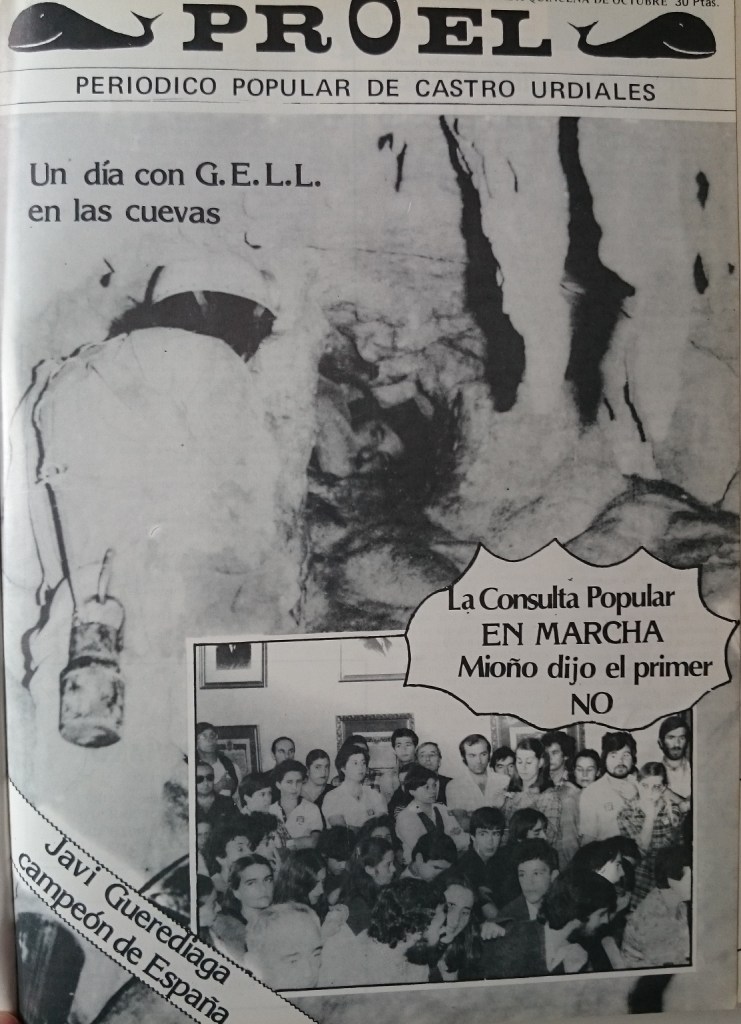 QUINCENA DE OCTUBRE 30 Ptas.
PROEL
PERIODICO POPULAR DE CASTRO URDIALES
Un día con G.E.L.L.
en las cuevas
La Consulta Popular
EN MARCHA
Mioño dijo el primer
NO
Javi Gueredíaga
campeón de España